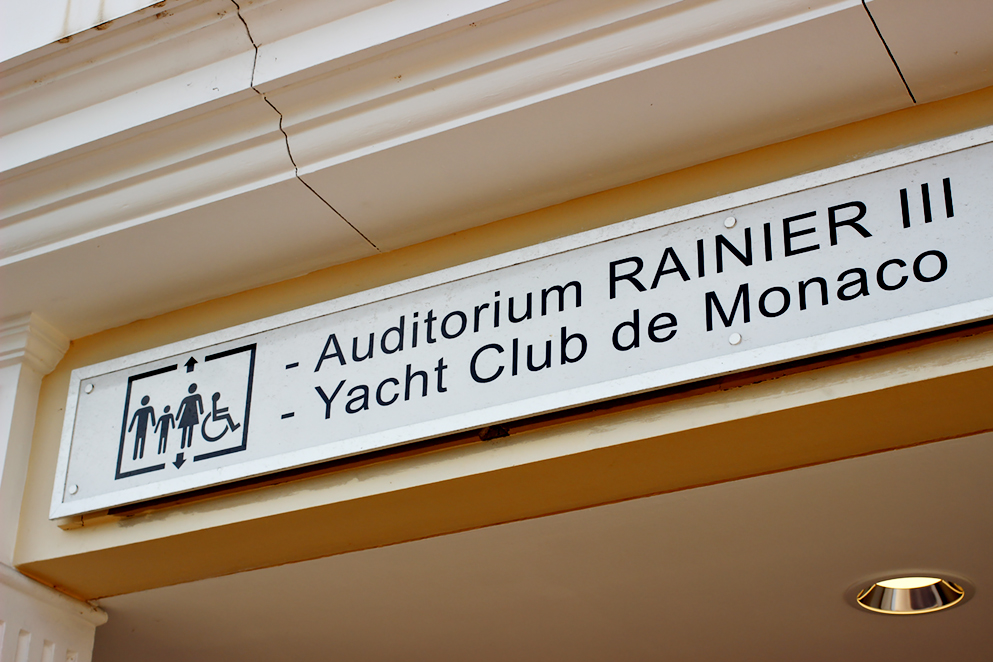 - Auditorium RAINIER III
- Yacht Club de Monaco